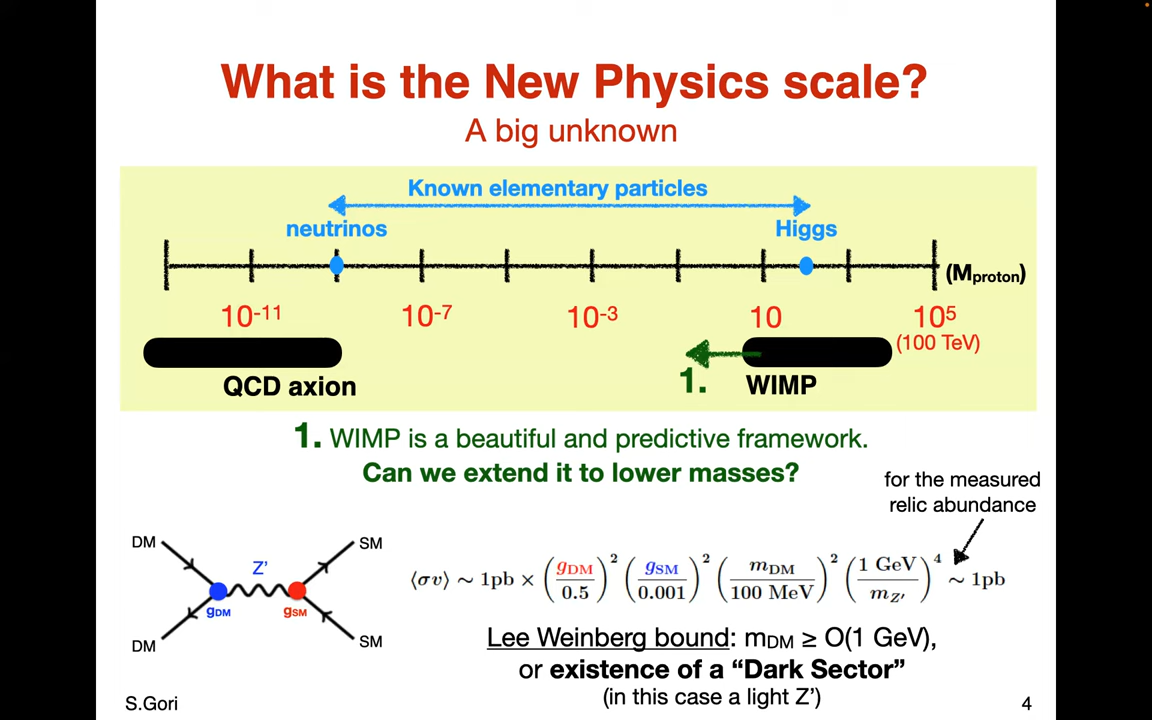 What is the New Physics scale?
A big unknown
Known elementary particles
neutrinos
Higgs
(Mproton)
10-11
10-7
10-3
10
10⁵
(100 TeV)
1.
QCD axion
WIMP
1. WIMP is a beautiful and predictive framework.
Can we extend it to lower masses?
for the measured
relic abundance
DM
SM
Z’
gDM
gSM
DM
SM
⟨σv⟩ ~ 1pb × (gDM/0.5)² (gSM/0.001)² (mDM/100 MeV)² (1 GeV/mZ′)⁴ ~ 1pb
Lee Weinberg bound: mDM ≥ O(1 GeV),
or existence of a “Dark Sector”
(in this case a light Z’)
S.Gori
4